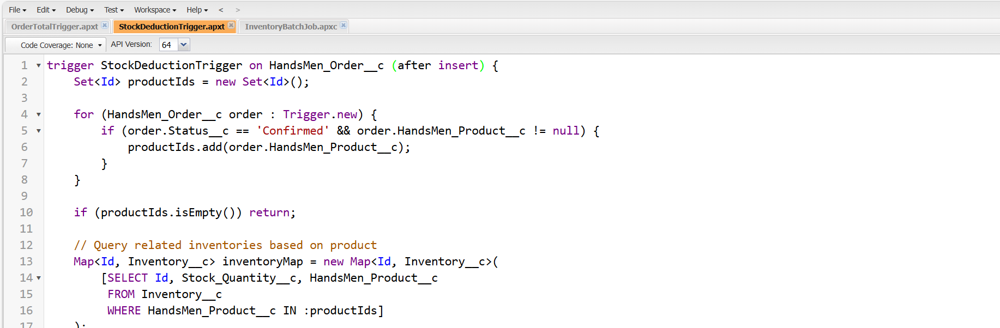 File Edit Debug Test Workspace Help < >
OrderTotalTrigger.apxt StockDeductionTrigger.apxt InventoryBatchJob.apxc
Code Coverage: None API Version: 64
1 trigger StockDeductionTrigger on HandsMen_Order__c (after insert) {
2 Set<Id> productIds = new Set<Id>();
3
4 for (HandsMen_Order__c order : Trigger.new) {
5 if (order.Status__c == 'Confirmed' && order.HandsMen_Product__c != null) {
6 productIds.add(order.HandsMen_Product__c);
7 }
8 }
9
10 if (productIds.isEmpty()) return;
11
12 // Query related inventories based on product
13 Map<Id, Inventory__c> inventoryMap = new Map<Id, Inventory__c>(
14 [SELECT Id, Stock_Quantity__c, HandsMen_Product__c
15 FROM Inventory__c
16 WHERE HandsMen_Product__c IN :productIds]
17 );